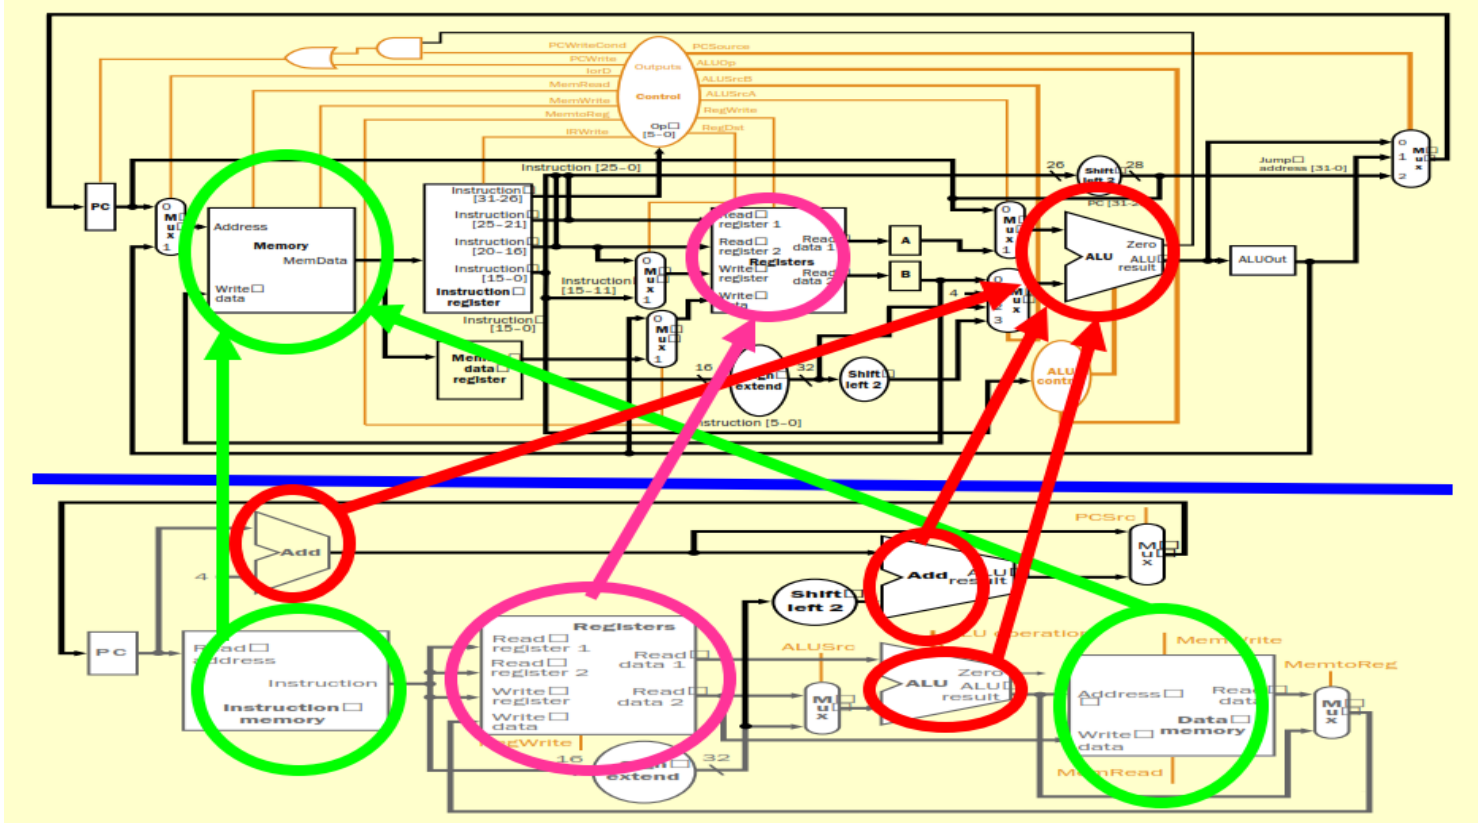 PCWriteCond
PCWrite
IorD
MemRead
MemWrite
MemtoReg
IRWrite
Outputs
Control
Op
[5-0]
PCSource
ALUOp
ALUSrcB
ALUSrcA
RegWrite
RegDst
PC
0
M
u
x
1
Address
Memory
MemData
Write
data
Instruction [25-0]
Instruction
[31-26]
Instruction
[25-21]
Instruction
[20-16]
Instruction
[15-0]
Instruction
register
Instruction
[15-0]
data
register
Instruction
[15-11]
0
M
u
x
1
0
M
u
x
1
Read
register 1
Read
register 2
Write
register
Write
Registers
Read
data 1
Read
data
A
B
4
0
M
u
x
1
M
u
x
2
3
16
extend
32
Shift
left 2
Instruction [5-0]
26
Shift
left 2
28
Jump
address [31-0]
ALU
Zero
ALU
result
ALU
control
ALUOut
0
1
2
M
u
x
PC
4
Add
Read
address
Instruction
Instruction
memory
Read
register 1
Read
register 2
Write
register
Write
data
Registers
Read
data 1
Read
data 2
RegWrite
16
extend
32
Shift
left 2
Add
ALU
result
PCSrc
M
u
x
ALUSrc
M
u
x
ALU operation
ALU
Zero
ALU
result
MemWrite
Address
Read
data
Data
memory
Write
data
MemRead
MemtoReg
M
u
x